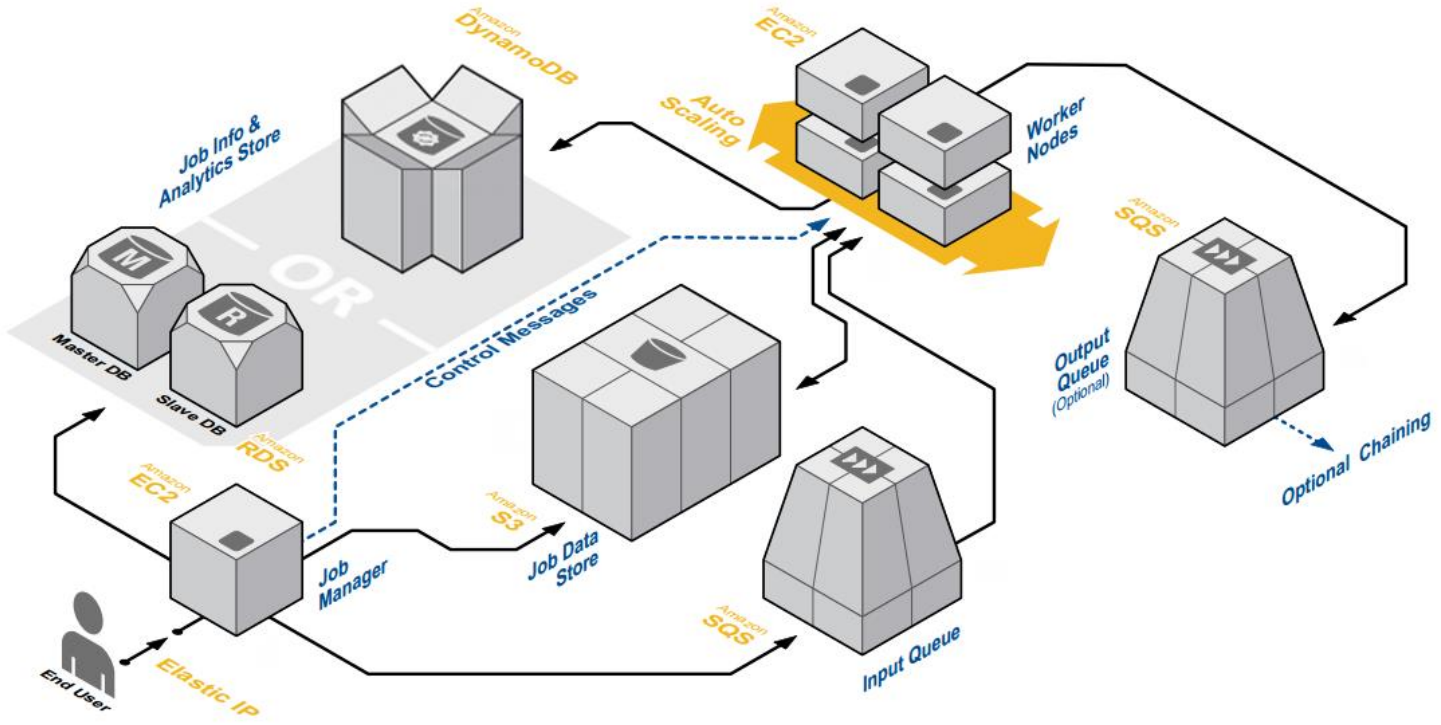 Amazon
DynamoDB
Amazon
EC2
Auto
Scaling
Worker
Nodes
Job Info &
Analytics Store
Amazon
SQS
OR
M
R
Master DB
Slave DB
Amazon
RDS
Control Messages
Output
Queue
(Optional)
Optional Chaining
Amazon
EC2
Job
Manager
Amazon
S3
Job Data
Store
Amazon
SQS
Input Queue
End User
Elastic IP